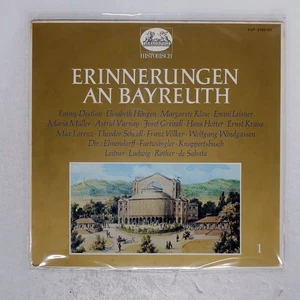 HISTORISCH
ERINNERUNGEN
AN BAYREUTH
Emmy Destinn · Elisabeth Höngen · Margarete Klose · Emmi Leisner
Maria Müller · Astrid Varnay · Josef Greindl · Hans Hotter · Ernst Kraus
Max Lorenz · Theodor Scheidl · Franz Völker · Wolfgang Windgassen
Dir.: Elmendorff · Furtwängler · Knappertsbusch
Leitner · Ludwig · Rother · de Sabata
1